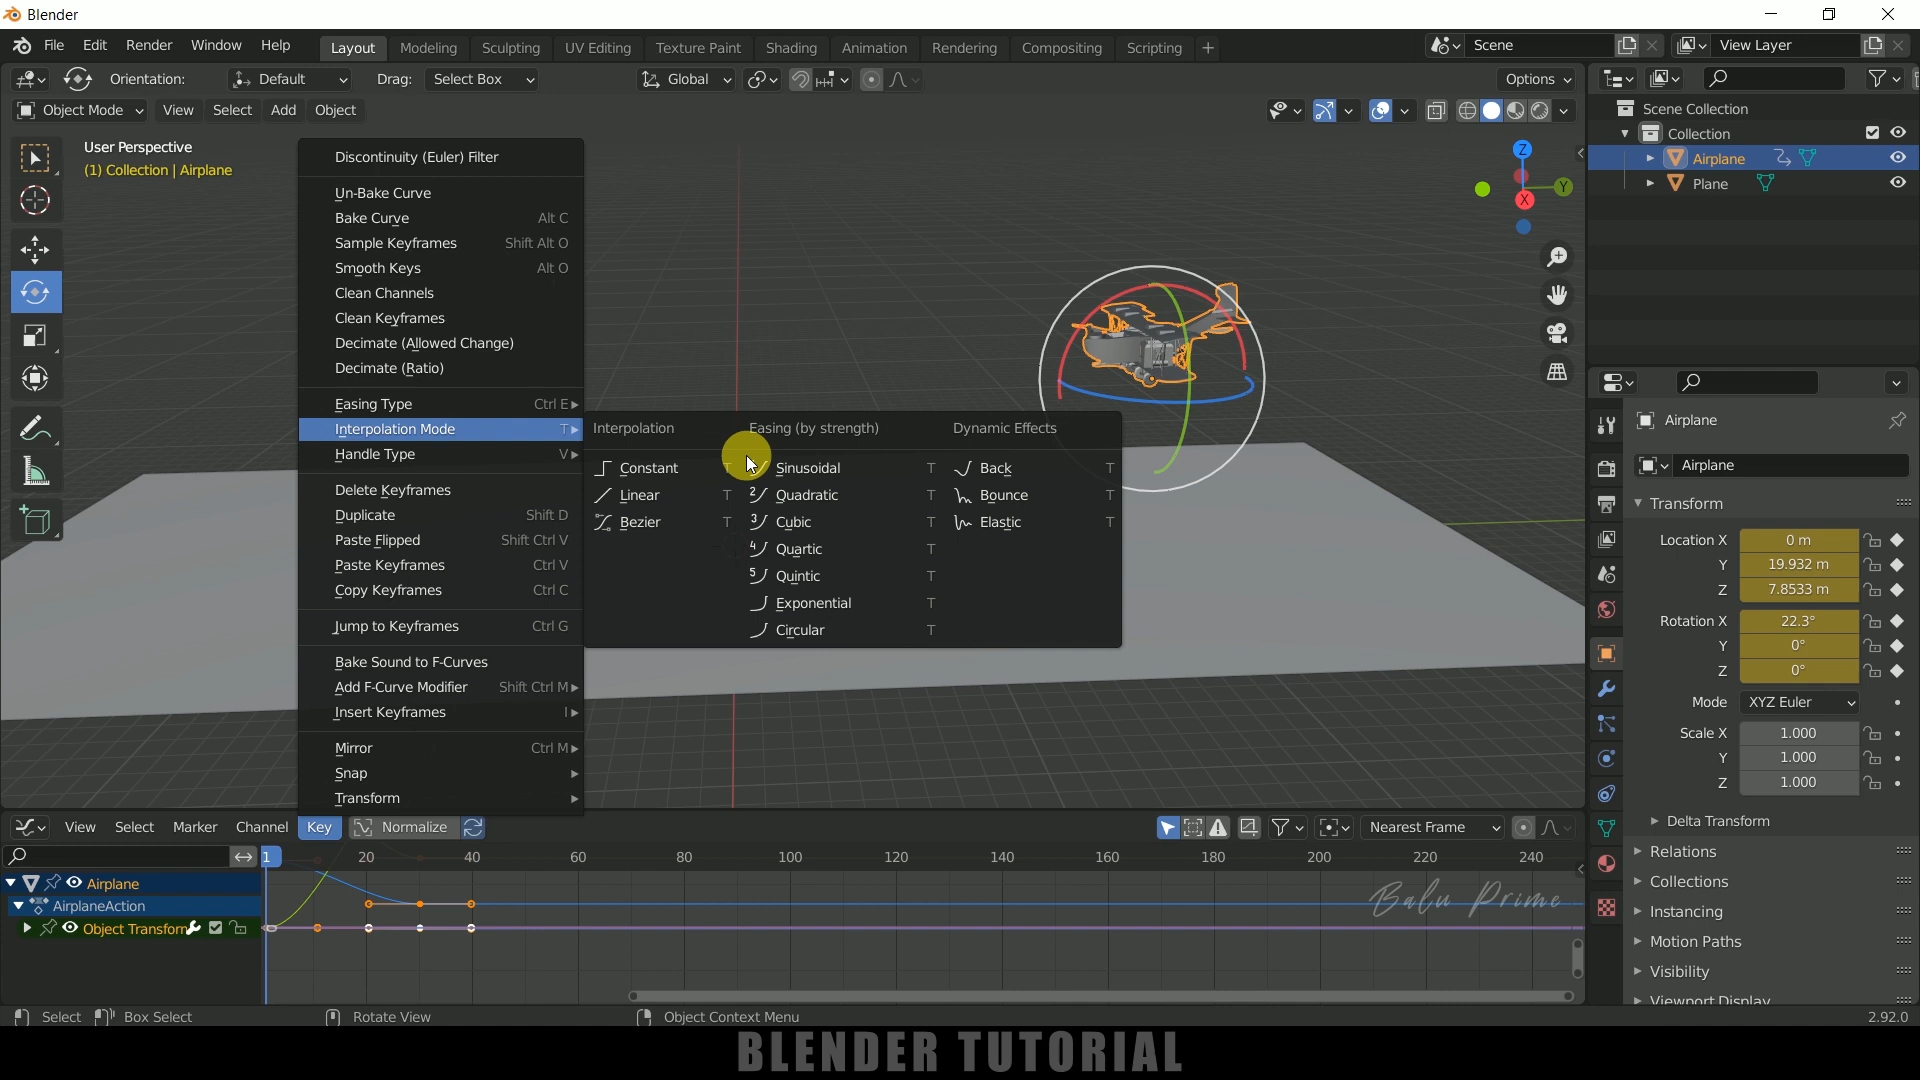 Blender
File Edit Render Window Help Layout Modeling Sculpting UV Editing Texture Paint Shading Animation Rendering Compositing Scripting + Scene View Layer
Orientation: Default Drag: Select Box Global Options
Object Mode View Select Add Object
Scene Collection
Collection
Airplane
Plane
User Perspective
(1) Collection | Airplane
Z
Y
X
Discontinuity (Euler) Filter
Un-Bake Curve
Bake Curve Alt C
Sample Keyframes Shift Alt O
Smooth Keys Alt O
Clean Channels
Clean Keyframes
Decimate (Allowed Change)
Decimate (Ratio)
Easing Type Ctrl E
Interpolation Mode T
Handle Type V
Delete Keyframes
Duplicate Shift D
Paste Flipped Shift Ctrl V
Paste Keyframes Ctrl V
Copy Keyframes Ctrl C
Jump to Keyframes Ctrl G
Bake Sound to F-Curves
Add F-Curve Modifier Shift Ctrl M
Insert Keyframes I
Mirror Ctrl M
Snap
Transform
Interpolation Easing (by strength) Dynamic Effects
Constant T Sinusoidal T Back T
Linear T 2 Quadratic T Bounce T
Bezier T 3 Cubic T Elastic T
4 Quartic T
5 Quintic T
Exponential T
Circular T
Airplane
Airplane
Transform
Location X 0 m
Y 19.932 m
Z 7.8533 m
Rotation X 22.3°
Y 0°
Z 0°
Mode XYZ Euler
Scale X 1.000
Y 1.000
Z 1.000
Delta Transform
Relations
Collections
Instancing
Motion Paths
Visibility
Viewport Display
View Select Marker Channel Key Normalize Nearest Frame
1 20 40 60 80 100 120 140 160 180 200 220 240
Airplane
AirplaneAction
Object Transform
Balu Prime
Select Box Select Rotate View Object Context Menu 2.92.0
BLENDER TUTORIAL